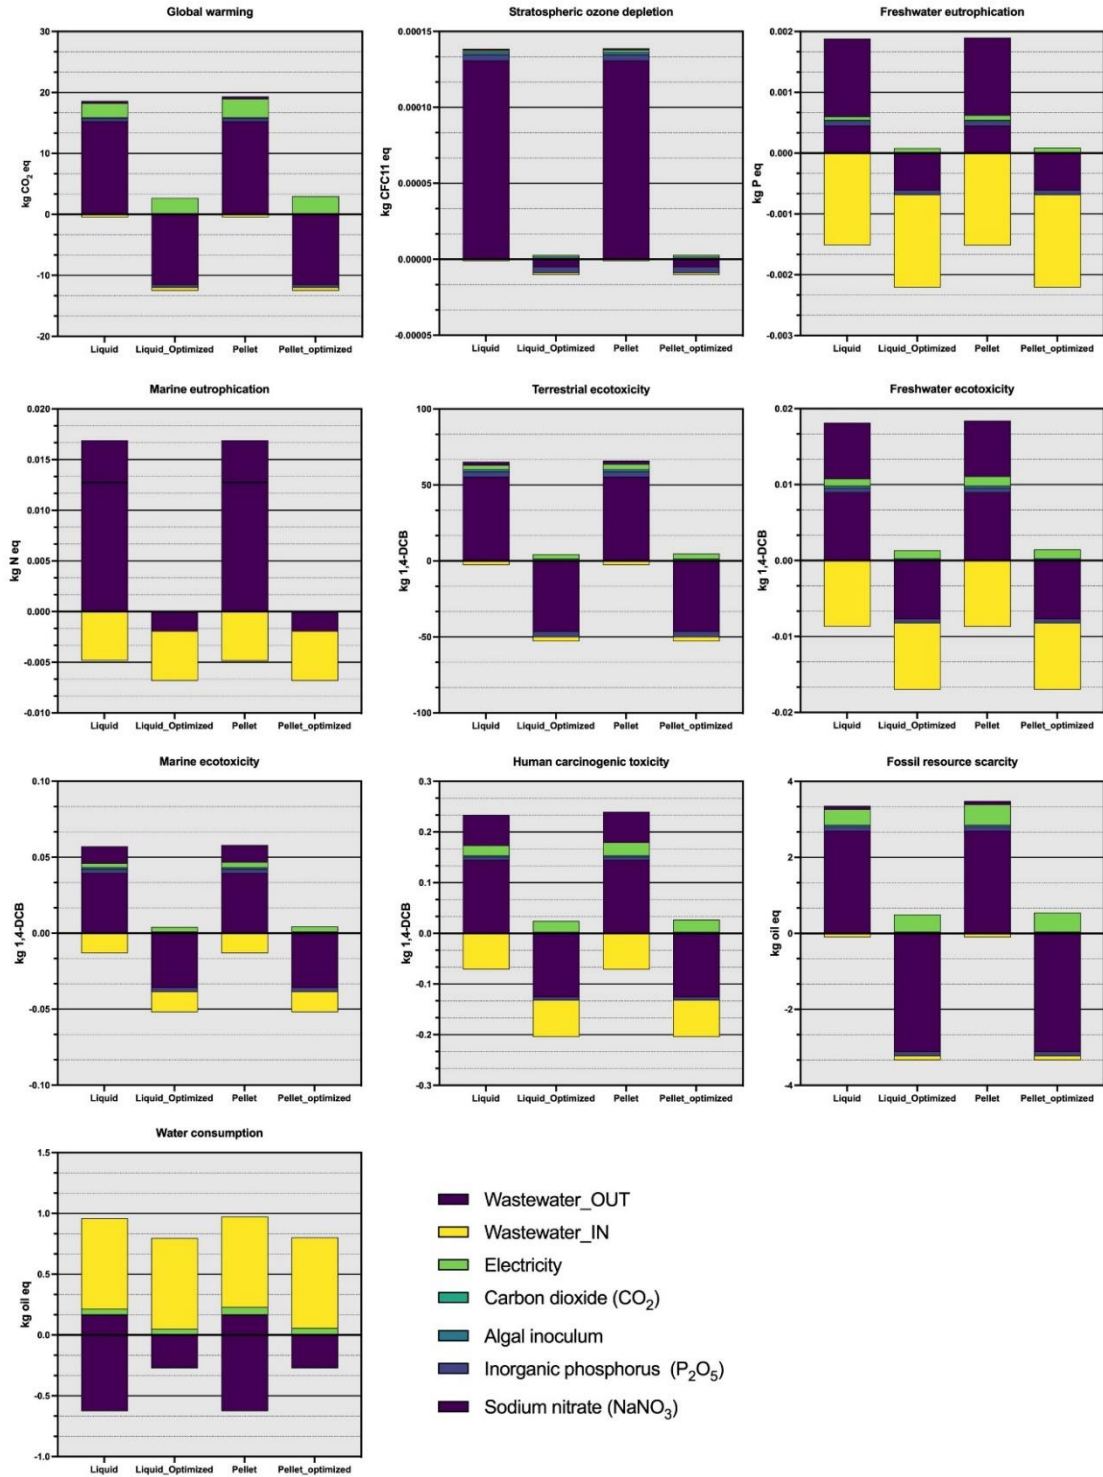 Global warming
kg CO₂ eq
30
20
10
0
-10
-20
Liquid Liquid_Optimized Pellet Pellet_optimized
Stratospheric ozone depletion
kg CFC11 eq
0.00015
0.00010
0.00005
0.00000
-0.00005
Liquid Liquid_Optimized Pellet Pellet_optimized
Freshwater eutrophication
kg P eq
0.002
0.001
0.000
-0.001
-0.002
-0.003
Liquid Liquid_Optimized Pellet Pellet_optimized
Marine eutrophication
kg N eq
0.020
0.015
0.010
0.005
0.000
-0.005
-0.010
Liquid Liquid_Optimized Pellet Pellet_optimized
Terrestrial ecotoxicity
kg 1,4-DCB
100
50
0
-50
-100
Liquid Liquid_Optimized Pellet Pellet_optimized
Freshwater ecotoxicity
kg 1,4-DCB
0.02
0.01
0.00
-0.01
-0.02
Liquid Liquid_Optimized Pellet Pellet_optimized
Marine ecotoxicity
kg 1,4-DCB
0.10
0.05
0.00
-0.05
-0.10
Liquid Liquid_Optimized Pellet Pellet_optimized
Human carcinogenic toxicity
kg 1,4-DCB
0.3
0.2
0.1
0.0
-0.1
-0.2
-0.3
Liquid Liquid_Optimized Pellet Pellet_optimized
Fossil resource scarcity
kg oil eq
4
2
0
-2
-4
Liquid Liquid_Optimized Pellet Pellet_optimized
Water consumption
kg oil eq
1.5
1.0
0.5
0.0
-0.5
-1.0
Liquid Liquid_Optimized Pellet Pellet_optimized
Wastewater_OUT
Wastewater_IN
Electricity
Carbon dioxide (CO₂)
Algal inoculum
Inorganic phosphorus (P₂O₅)
Sodium nitrate (NaNO₃)